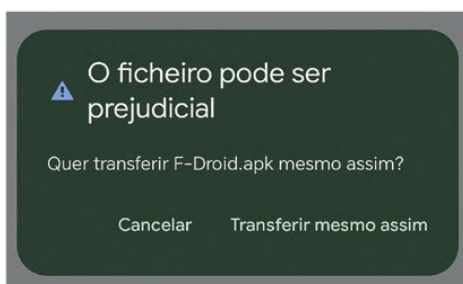 O ficheiro pode ser
prejudicial
Quer transferir F-Droid.apk mesmo assim?
Cancelar Transferir mesmo assim